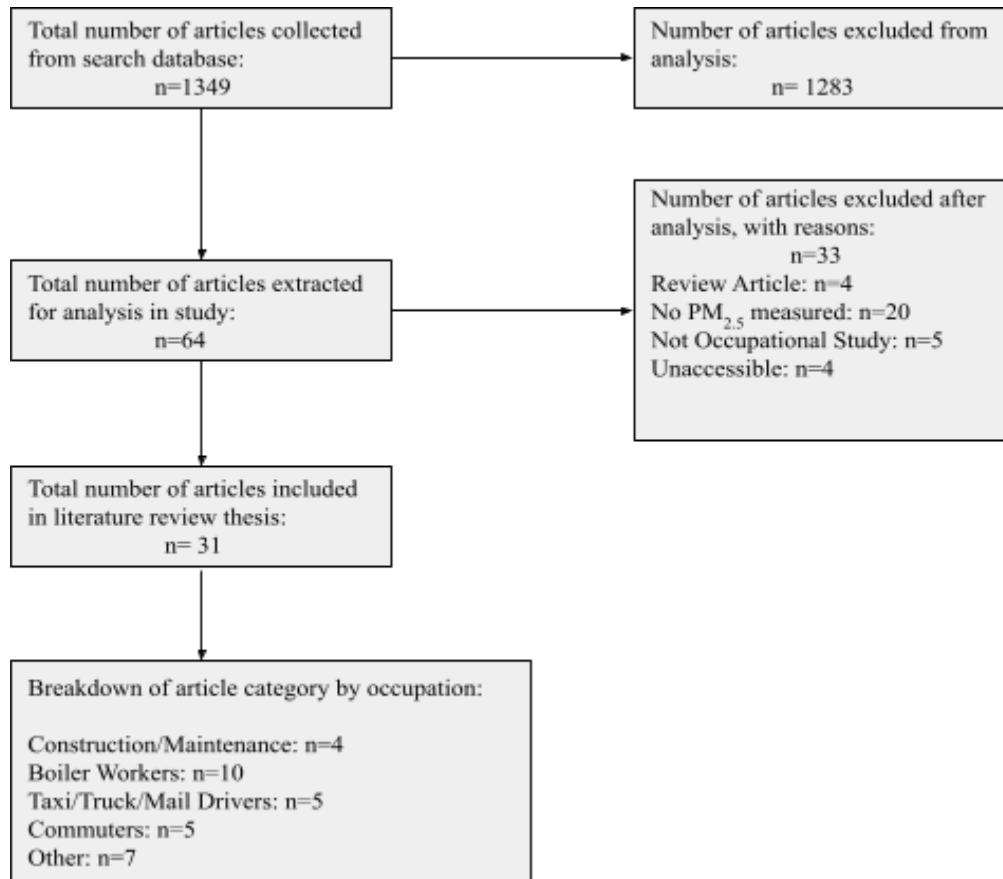 Total number of articles collected
from search database:
n=1349
Number of articles excluded from
analysis:
n= 1283
Number of articles excluded after
analysis, with reasons:
n=33
Review Article: n=4
No PM2.5 measured: n=20
Not Occupational Study: n=5
Unaccessible: n=4
Total number of articles extracted
for analysis in study:
n=64
Total number of articles included
in literature review thesis:
n= 31
Breakdown of article category by occupation:
Construction/Maintenance: n=4
Boiler Workers: n=10
Taxi/Truck/Mail Drivers: n=5
Commuters: n=5
Other: n=7